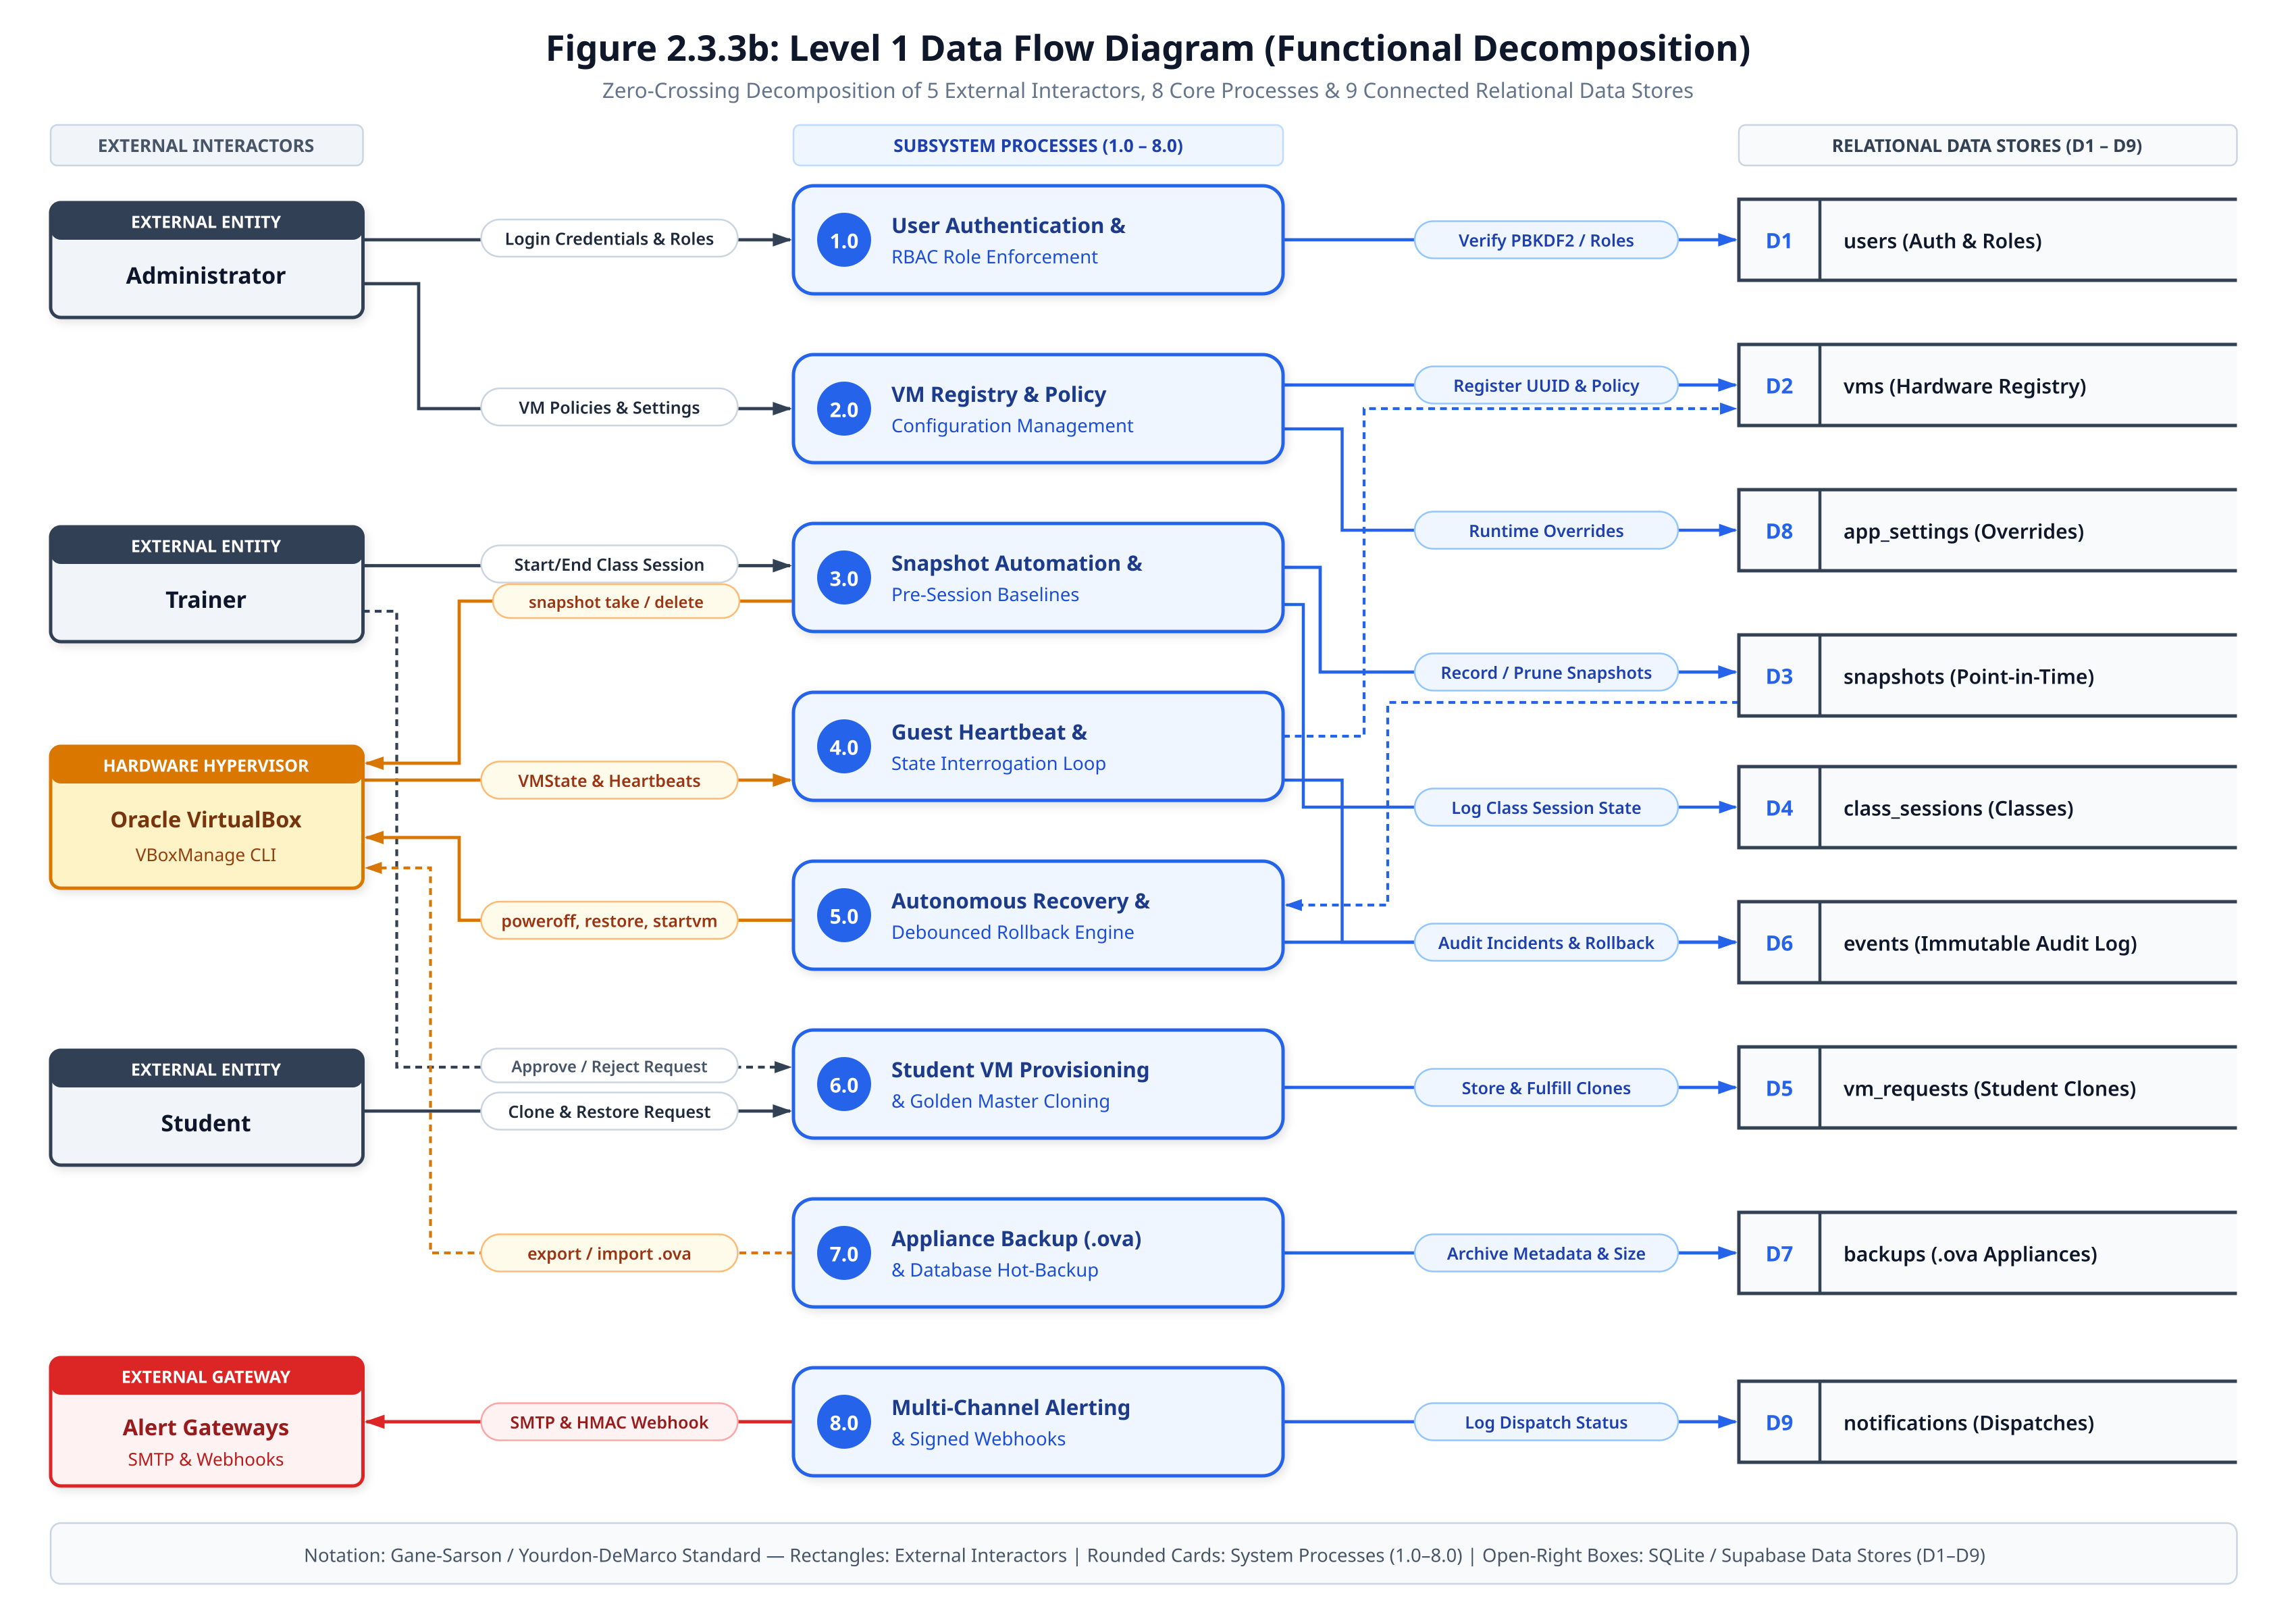 Figure 2.3.3b: Level 1 Data Flow Diagram (Functional Decomposition)
Zero-Crossing Decomposition of 5 External Interactors, 8 Core Processes & 9 Connected Relational Data Stores
EXTERNAL INTERACTORS
SUBSYSTEM PROCESSES (1.0 – 8.0)
RELATIONAL DATA STORES (D1 – D9)
EXTERNAL ENTITY
Administrator
Login Credentials & Roles
VM Policies & Settings
1.0
User Authentication &
RBAC Role Enforcement
Verify PBKDF2 / Roles
D1
users (Auth & Roles)
2.0
VM Registry & Policy
Configuration Management
Register UUID & Policy
D2
vms (Hardware Registry)
Runtime Overrides
D8
app_settings (Overrides)
EXTERNAL ENTITY
Trainer
Start/End Class Session
snapshot take / delete
3.0
Snapshot Automation &
Pre-Session Baselines
Record / Prune Snapshots
D3
snapshots (Point-in-Time)
HARDWARE HYPERVISOR
Oracle VirtualBox
VBoxManage CLI
VMState & Heartbeats
4.0
Guest Heartbeat &
State Interrogation Loop
Log Class Session State
D4
class_sessions (Classes)
poweroff, restore, startvm
5.0
Autonomous Recovery &
Debounced Rollback Engine
Audit Incidents & Rollback
D6
events (Immutable Audit Log)
EXTERNAL ENTITY
Student
Approve / Reject Request
Clone & Restore Request
6.0
Student VM Provisioning
& Golden Master Cloning
Store & Fulfill Clones
D5
vm_requests (Student Clones)
export / import .ova
7.0
Appliance Backup (.ova)
& Database Hot-Backup
Archive Metadata & Size
D7
backups (.ova Appliances)
EXTERNAL GATEWAY
Alert Gateways
SMTP & Webhooks
SMTP & HMAC Webhook
8.0
Multi-Channel Alerting
& Signed Webhooks
Log Dispatch Status
D9
notifications (Dispatches)
Notation: Gane-Sarson / Yourdon-DeMarco Standard — Rectangles: External Interactors | Rounded Cards: System Processes (1.0–8.0) | Open-Right Boxes: SQLite / Supabase Data Stores (D1–D9)